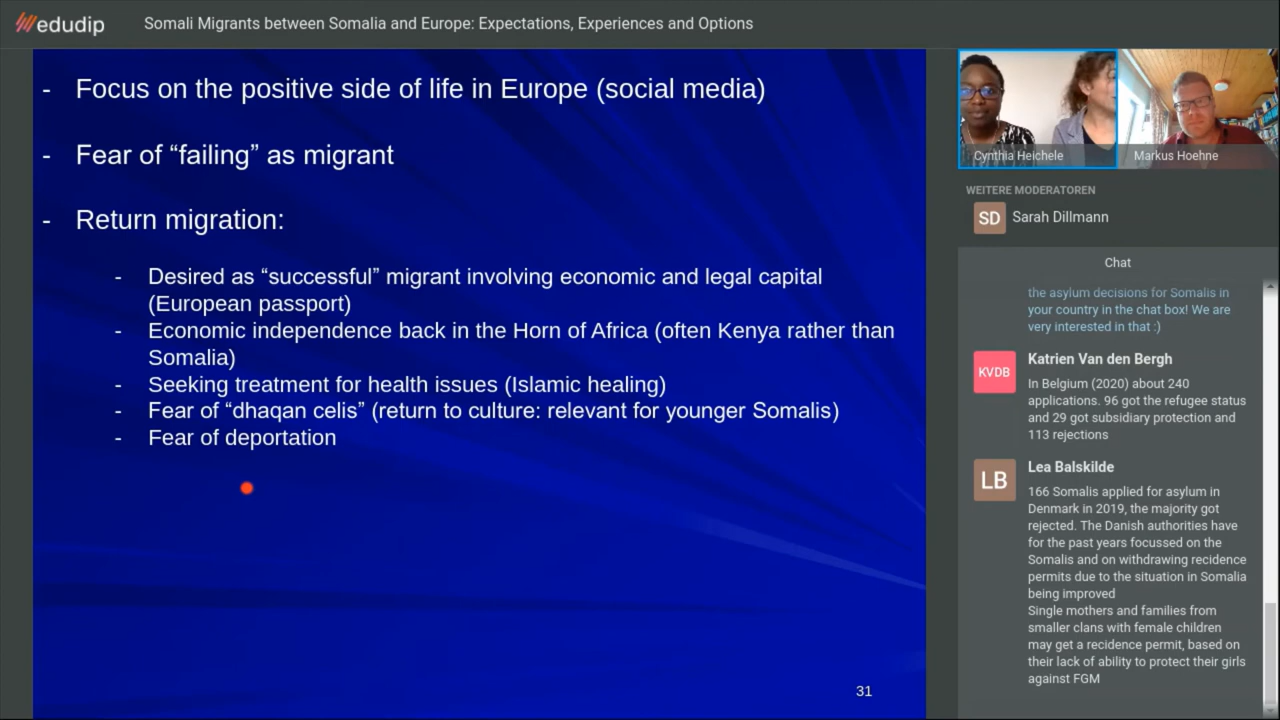 edudip
Somali Migrants between Somalia and Europe: Expectations, Experiences and Options
- Focus on the positive side of life in Europe (social media)
- Fear of “failing” as migrant
- Return migration:
- Desired as “successful” migrant involving economic and legal capital
(European passport)
- Economic independence back in the Horn of Africa (often Kenya rather than
Somalia)
- Seeking treatment for health issues (Islamic healing)
- Fear of “dhaqan celis” (return to culture: relevant for younger Somalis)
- Fear of deportation
31
Cynthia Heichele
Markus Hoehne
WEITERE MODERATOREN
SD
Sarah Dillmann
Chat
the asylum decisions for Somalis in
your country in the chat box! We are
very interested in that :)
KVDB
Katrien Van den Bergh
In Belgium (2020) about 240
applications. 96 got the refugee status
and 29 got subsidiary protection and
113 rejections
LB
Lea Balskilde
166 Somalis applied for asylum in
Denmark in 2019, the majority got
rejected. The Danish authorities have
for the past years focussed on the
Somalis and on withdrawing recidence
permits due to the situation in Somalia
being improved
Single mothers and families from
smaller clans with female children
may get a recidence permit, based on
their lack of ability to protect their girls
against FGM